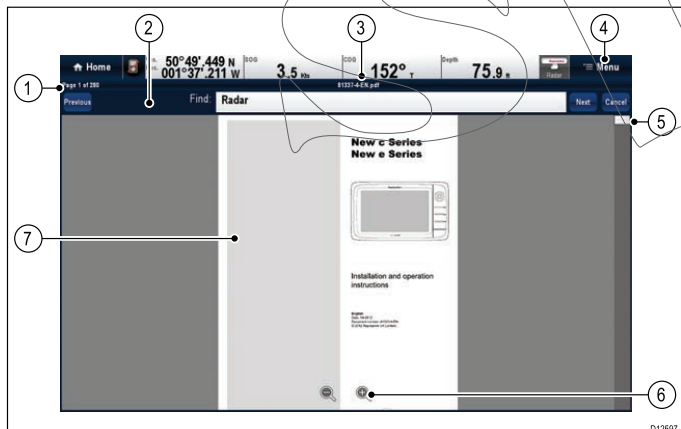 1 2 3 4 5 6 7
Home
50°49'.449 N
001°37'.211 W
SOG
3.5 Kts
COG
152° T
Depth
75.9 ft
Radar
Menu
Page 1 of 280
81337-4-EN.pdf
Previous
Find:
Radar
Next
Cancel
New c Series
New e Series
Installation and operation
instructions
English
D12597